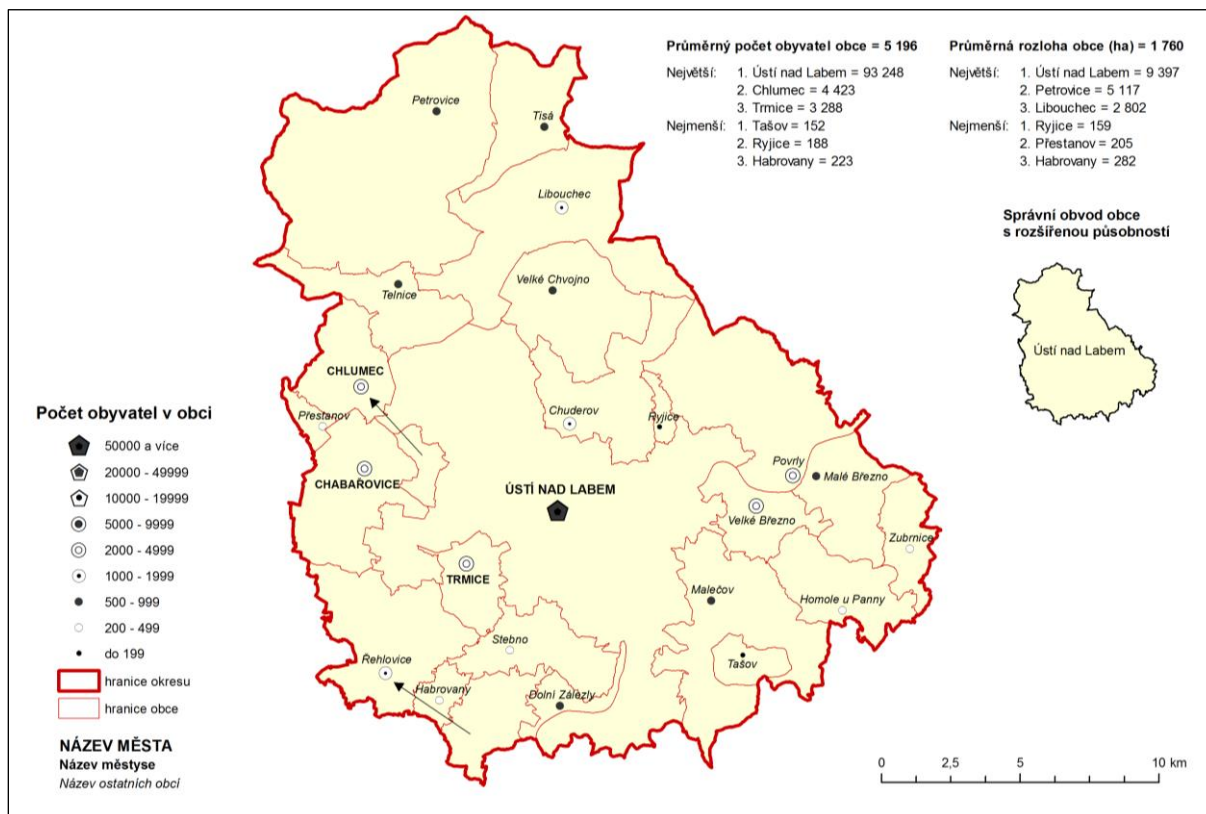 Průměrný počet obyvatel obce = 5 196
Největší: 1. Ústí nad Labem = 93 248
2. Chlumec = 4 423
3. Trmice = 3 288
Nejmenší: 1. Tašov = 152
2. Ryjice = 188
3. Habrovany = 223
Průměrná rozloha obce (ha) = 1 760
Největší: 1. Ústí nad Labem = 9 397
2. Petrovice = 5 117
3. Libouchec = 2 802
Nejmenší: 1. Ryjice = 159
2. Přestanov = 205
3. Habrovany = 282
Správní obvod obce
s rozšířenou působností
Ústí nad Labem
Petrovice
Tisá
Libouchec
Telnice
Velké Chvojno
CHLUMEC
Přestanov
Chuderov
Ryjice
CHABAŘOVICE
ÚSTÍ NAD LABEM
Povrly
Malé Březno
Velké Březno
Zubrnice
TRMICE
Malečov
Homole u Panny
Stebno
Tašov
Řehlovice
Habrovany
Dolní Zálezly
Počet obyvatel v obci
50000 a více
20000 - 49999
10000 - 19999
5000 - 9999
2000 - 4999
1000 - 1999
500 - 999
200 - 499
do 199
hranice okresu
hranice obce
NÁZEV MĚSTA
Název městyse
Název ostatních obcí
0 2,5 5 10 km